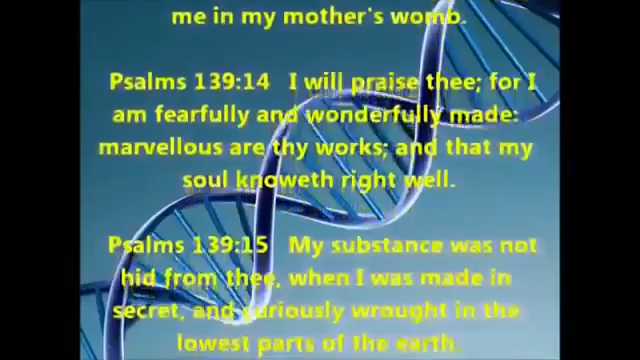 me in my mother's womb.
Psalms 139:14 I will praise thee; for I
am fearfully and wonderfully made:
marvellous are thy works; and that my
soul knoweth right well.
Psalms 139:15 My substance was not
hid from thee, when I was made in
secret, and curiously wrought in the
lowest parts of the earth.